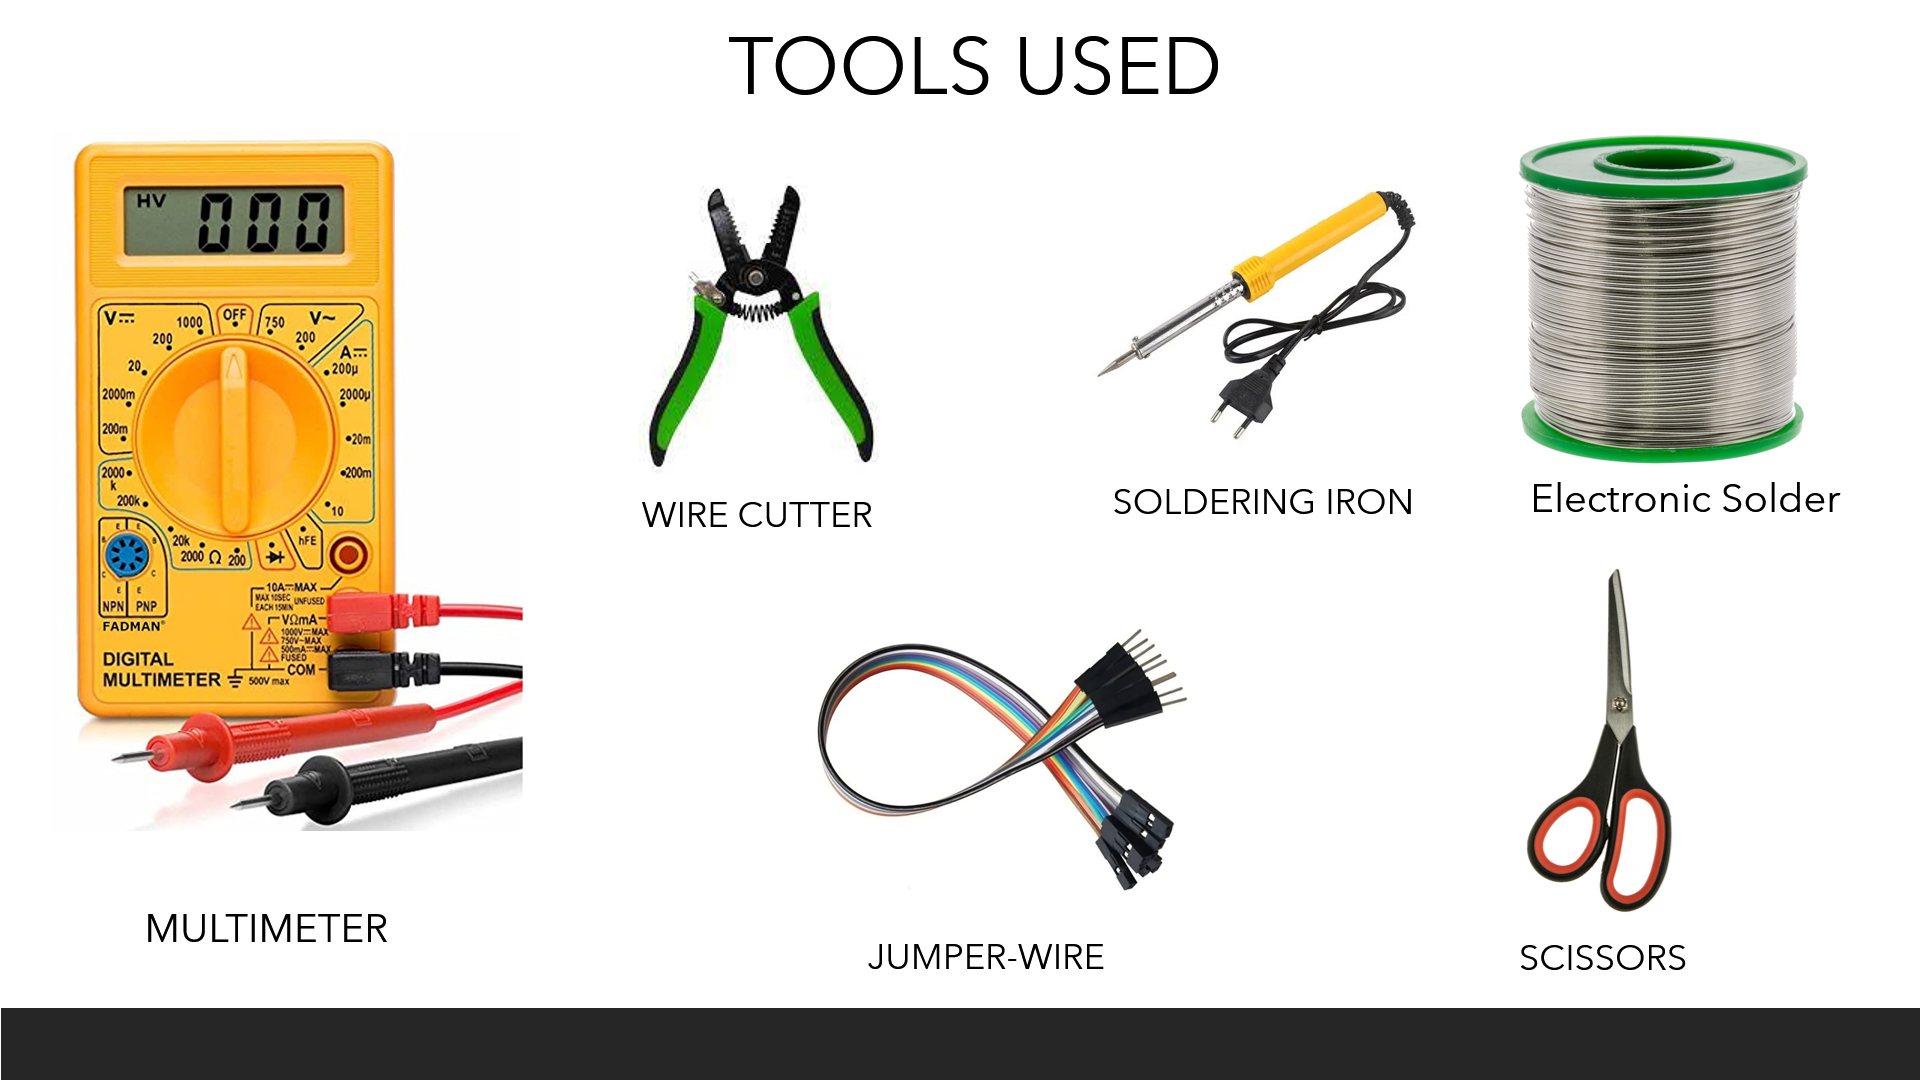 TOOLS USED
HV 000
V⎓ 1000 OFF 750 V~
200 200
A⎓
20 200µ
2000m 2000µ
200m 20m
2000 k 200m
200k 10
20k hFE
2000 Ω 200
E E
B B
C C
E E
NPN PNP
FADMAN®
10A⎓MAX
MAX 10SEC UNFUSED
EACH 15MIN
VΩmA
1000V⎓MAX
750V~MAX
500mA⎓MAX
FUSED
COM
500V max
DIGITAL
MULTIMETER
WIRE CUTTER
SOLDERING IRON
Electronic Solder
MULTIMETER
JUMPER-WIRE
SCISSORS